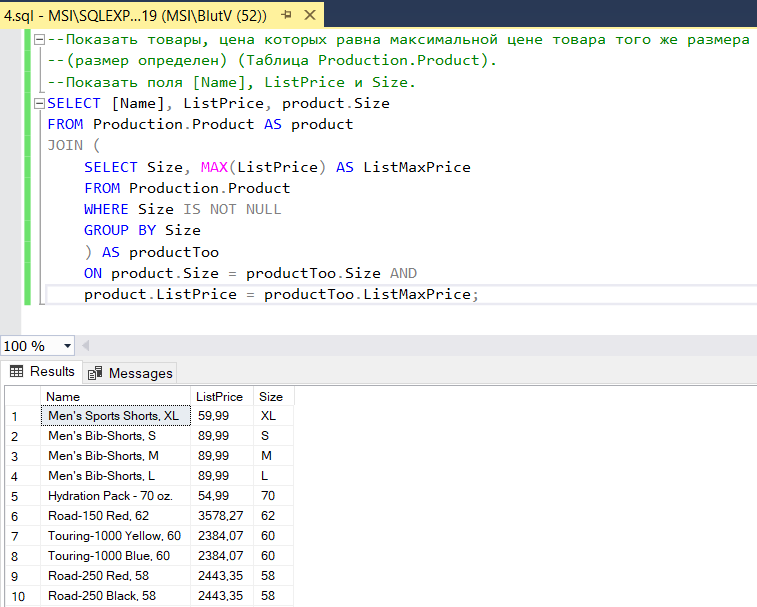 4.sql - MSI\SQLEXP...19 (MSI\BlutV (52))
--Показать товары, цена которых равна максимальной цене товара того же размера
--(размер определен) (Таблица Production.Product).
--Показать поля [Name], ListPrice и Size.
SELECT [Name], ListPrice, product.Size
FROM Production.Product AS product
JOIN (
SELECT Size, MAX(ListPrice) AS ListMaxPrice
FROM Production.Product
WHERE Size IS NOT NULL
GROUP BY Size
) AS productToo
ON product.Size = productToo.Size AND
product.ListPrice = productToo.ListMaxPrice;
100 %
Results Messages
Name ListPrice Size
1 Men's Sports Shorts, XL 59,99 XL
2 Men's Bib-Shorts, S 89,99 S
3 Men's Bib-Shorts, M 89,99 M
4 Men's Bib-Shorts, L 89,99 L
5 Hydration Pack - 70 oz. 54,99 70
6 Road-150 Red, 62 3578,27 62
7 Touring-1000 Yellow, 60 2384,07 60
8 Touring-1000 Blue, 60 2384,07 60
9 Road-250 Red, 58 2443,35 58
10 Road-250 Black, 58 2443,35 58